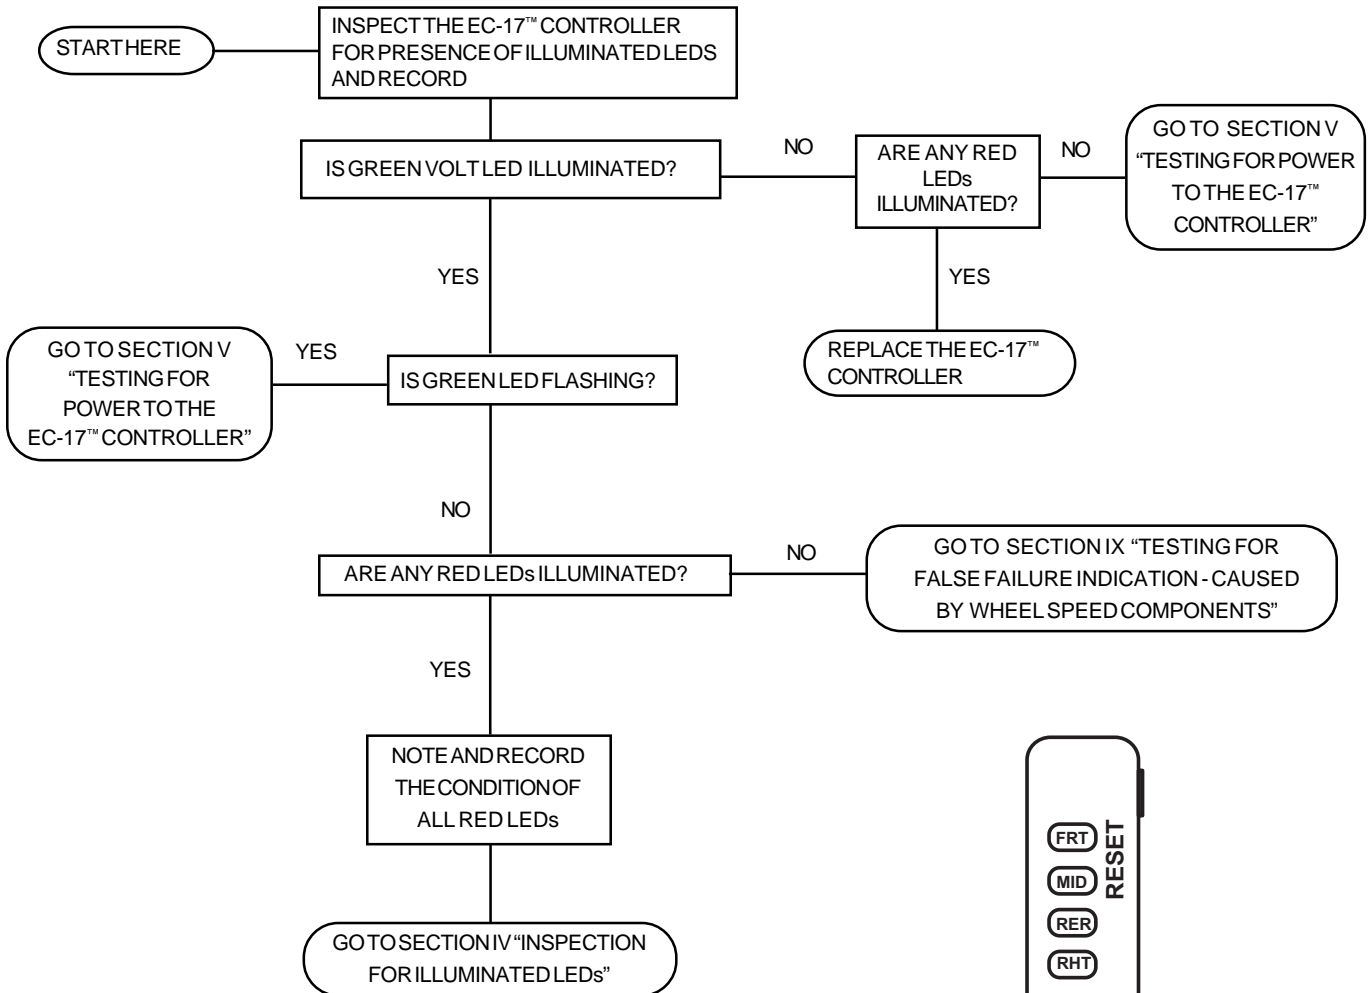 START HERE
INSPECT THE EC-17™ CONTROLLER
FOR PRESENCE OF ILLUMINATED LEDS
AND RECORD
IS GREEN VOLT LED ILLUMINATED?
NO
ARE ANY RED
LEDs
ILLUMINATED?
NO
GO TO SECTION V
“TESTING FOR POWER
TO THE EC-17™
CONTROLLER”
YES
YES
REPLACE THE EC-17™
CONTROLLER
GO TO SECTION V
“TESTING FOR
POWER TO THE
EC-17™ CONTROLLER”
YES
IS GREEN LED FLASHING?
NO
ARE ANY RED LEDs ILLUMINATED?
NO
GO TO SECTION IX “TESTING FOR
FALSE FAILURE INDICATION - CAUSED
BY WHEEL SPEED COMPONENTS”
YES
NOTE AND RECORD
THE CONDITION OF
ALL RED LEDs
GO TO SECTION IV “INSPECTION
FOR ILLUMINATED LEDs”
FRT
MID
RER
RHT
RESET